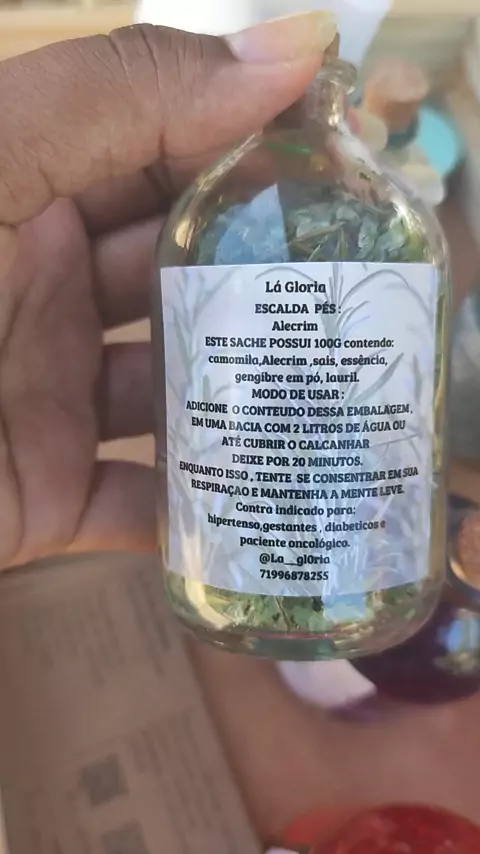 Lá Gloria
ESCALDA PÉS:
Alecrim
ESTE SACHE POSSUI 100G contendo:
camomila,Alecrim ,sais, essência,
gengibre em pó, lauril.
MODO DE USAR:
ADICIONE O CONTEUDO DESSA EMBALAGEM,
EM UMA BACIA COM 2 LITROS DE ÁGUA OU
ATÉ CUBRIR O CALCANHAR
DEIXE POR 20 MINUTOS.
ENQUANTO ISSO, TENTE SE CONSENTRAR EM SUA
RESPIRAÇAO E MANTENHA A MENTE LEVE.
Contra indicado para;
hipertenso,gestantes , diabeticos e
paciente oncológico.
@La__gl0ria
71996878255